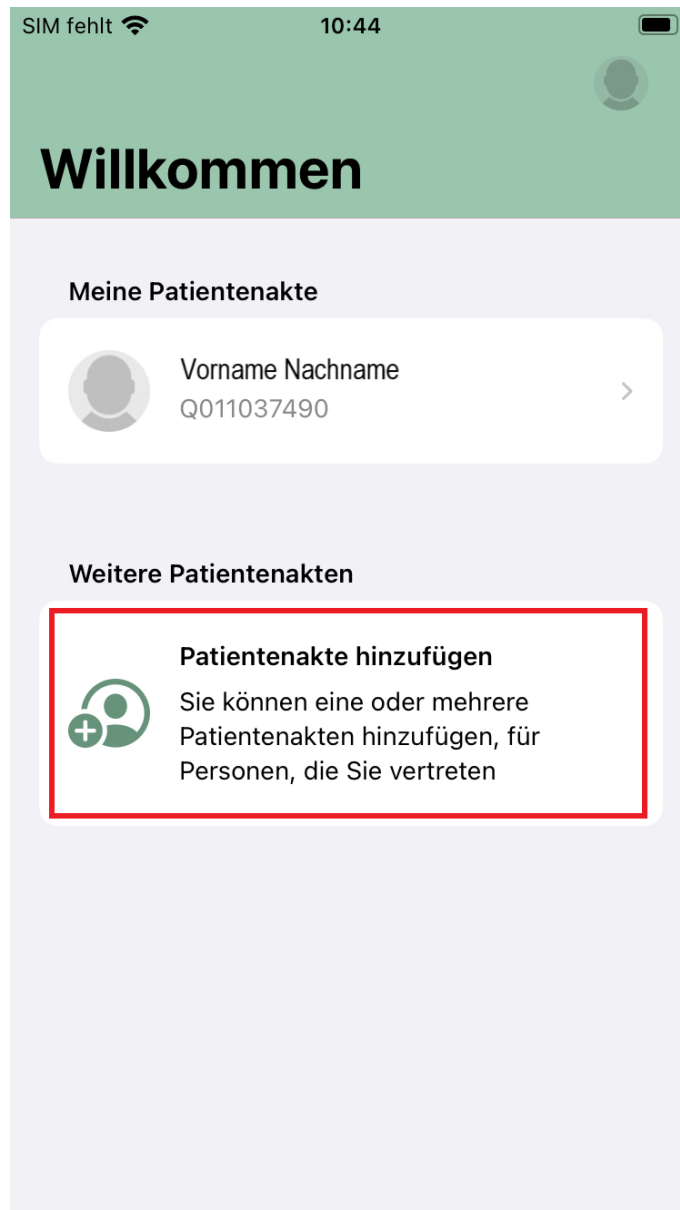 SIM fehlt 10:44
Willkommen
Meine Patientenakte
Vorname Nachname
Q011037490
Weitere Patientenakten
Patientenakte hinzufügen
Sie können eine oder mehrere
Patientenakten hinzufügen, für
Personen, die Sie vertreten